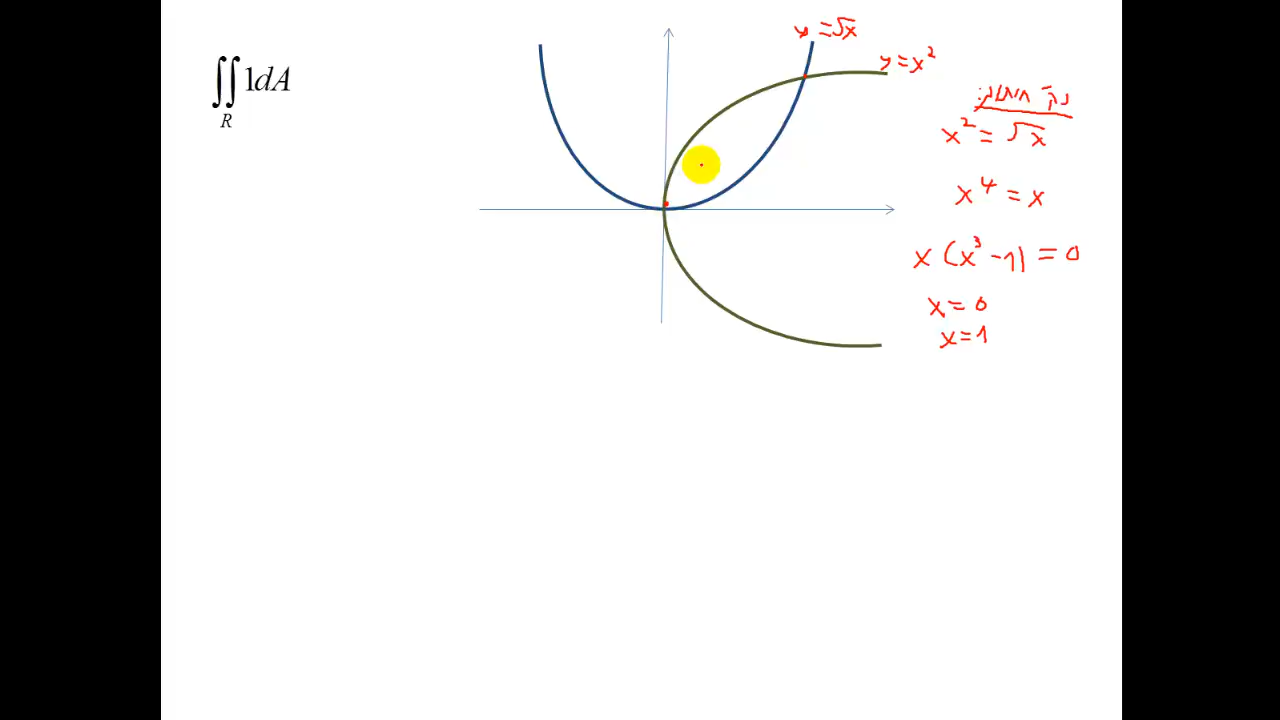 ∬ 1dA
R
y = √x
y = x²
נק' חיתוך:
x² = √x
x⁴ = x
x (x³ - 1) = 0
x = 0
x = 1